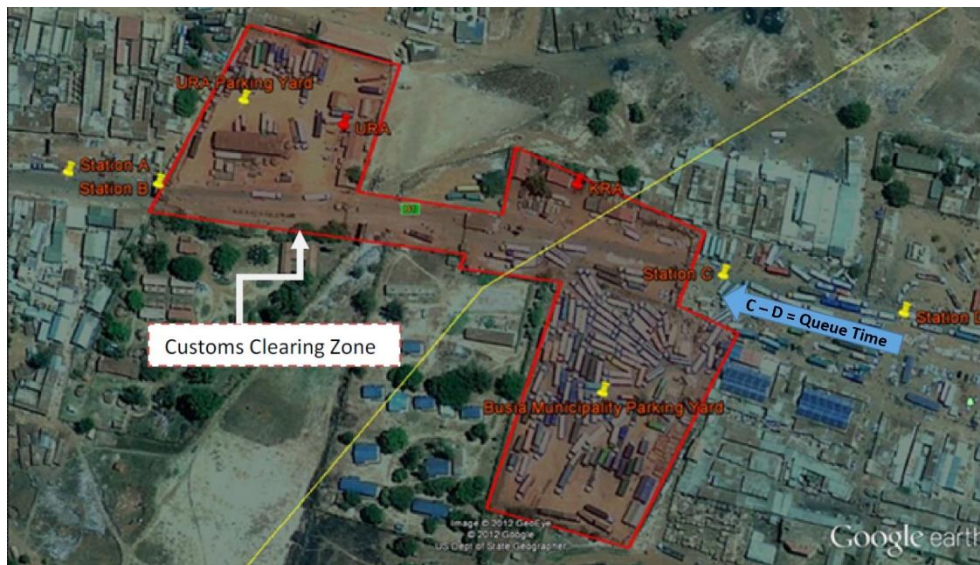 URA Parking Yard
URA
Station A
Station B
KRA
Station C
C – D = Queue Time
Station D
Customs Clearing Zone
Busia Municipality Parking Yard
Image © 2012 GeoEye
© 2012 Google
US Dept of State Geographer
Google earth